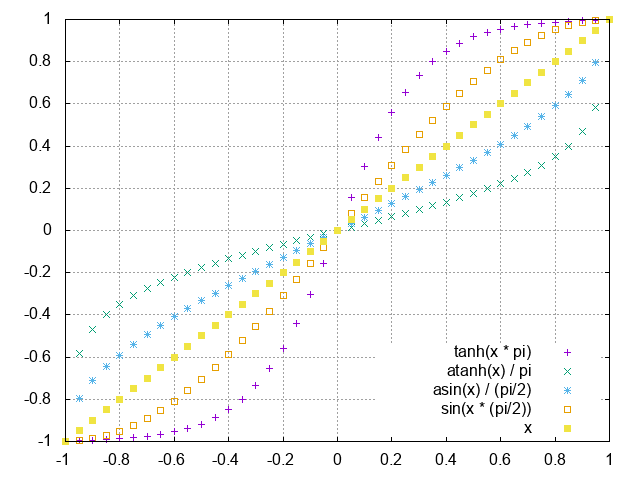 1
0.8
0.6
0.4
0.2
0
-0.2
-0.4
-0.6
-0.8
-1
tanh(x * pi)
atanh(x) / pi
asin(x) / (pi/2)
sin(x * (pi/2))
x
-1 -0.8 -0.6 -0.4 -0.2 0 0.2 0.4 0.6 0.8 1